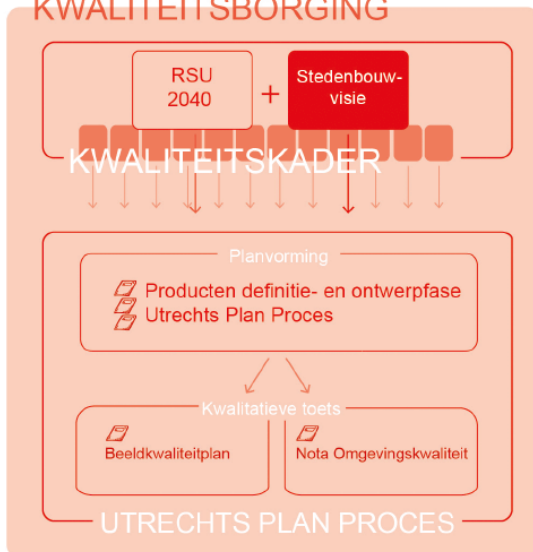 KWALITEITSBORGING
RSU
2040
+
Stedenbouw-
visie
KWALITEITSKADER
Planvorming
Producten definitie- en ontwerpfase
Utrechts Plan Proces
Kwalitatieve toets
Beeldkwaliteitplan
Nota Omgevingskwaliteit
UTRECHTS PLAN PROCES